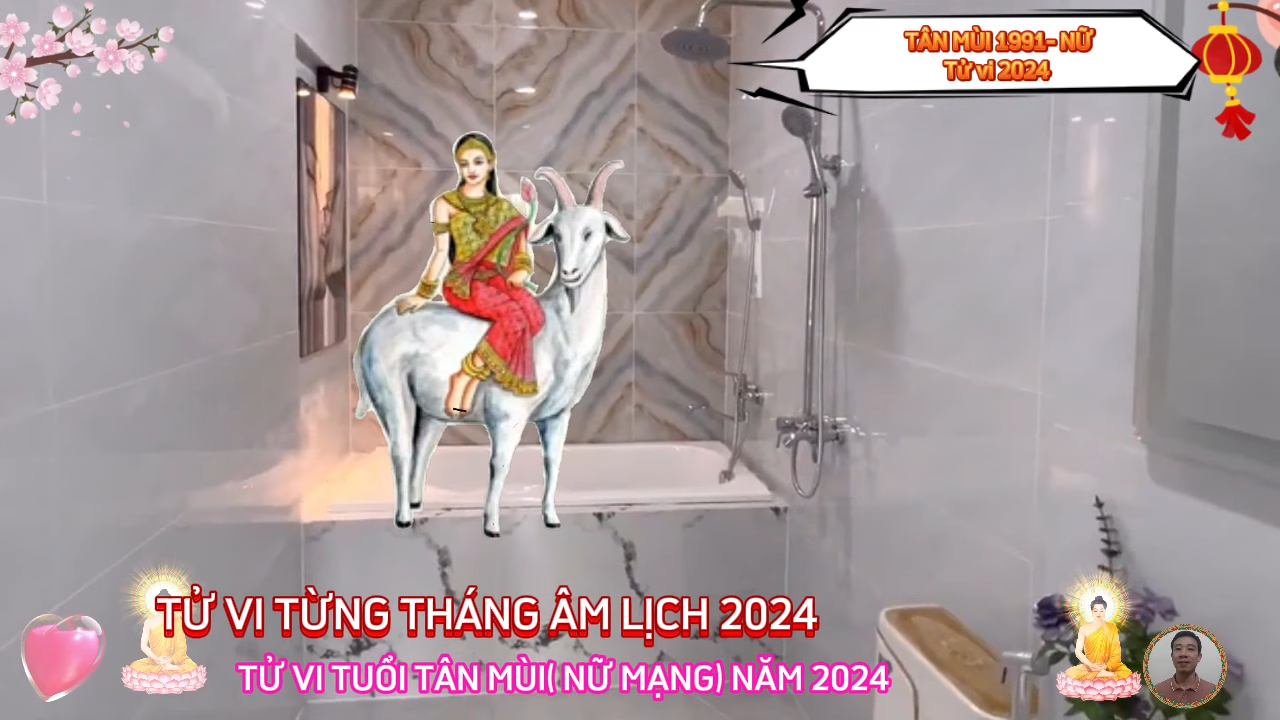 TÂN MÙI 1991- NỮ
Tử vi 2024
TỬ VI TỪNG THÁNG ÂM LỊCH 2024
TỬ VI TUỔI TÂN MÙI( NỮ MẠNG) NĂM 2024